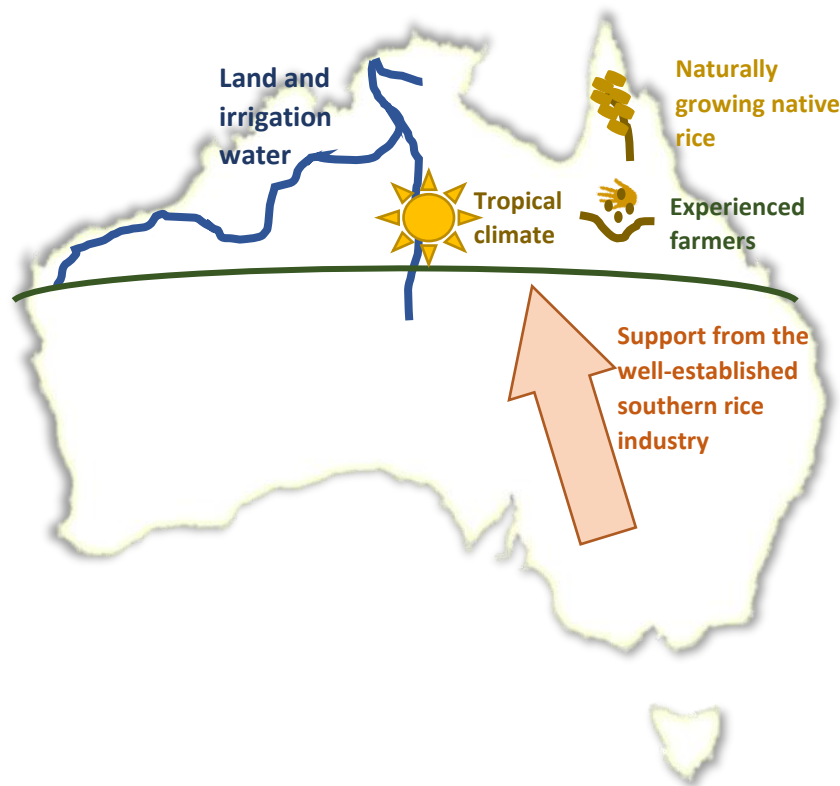 Land and
irrigation
water
Naturally
growing native
rice
Tropical
climate
Experienced
farmers
Support from the
well-established
southern rice
industry